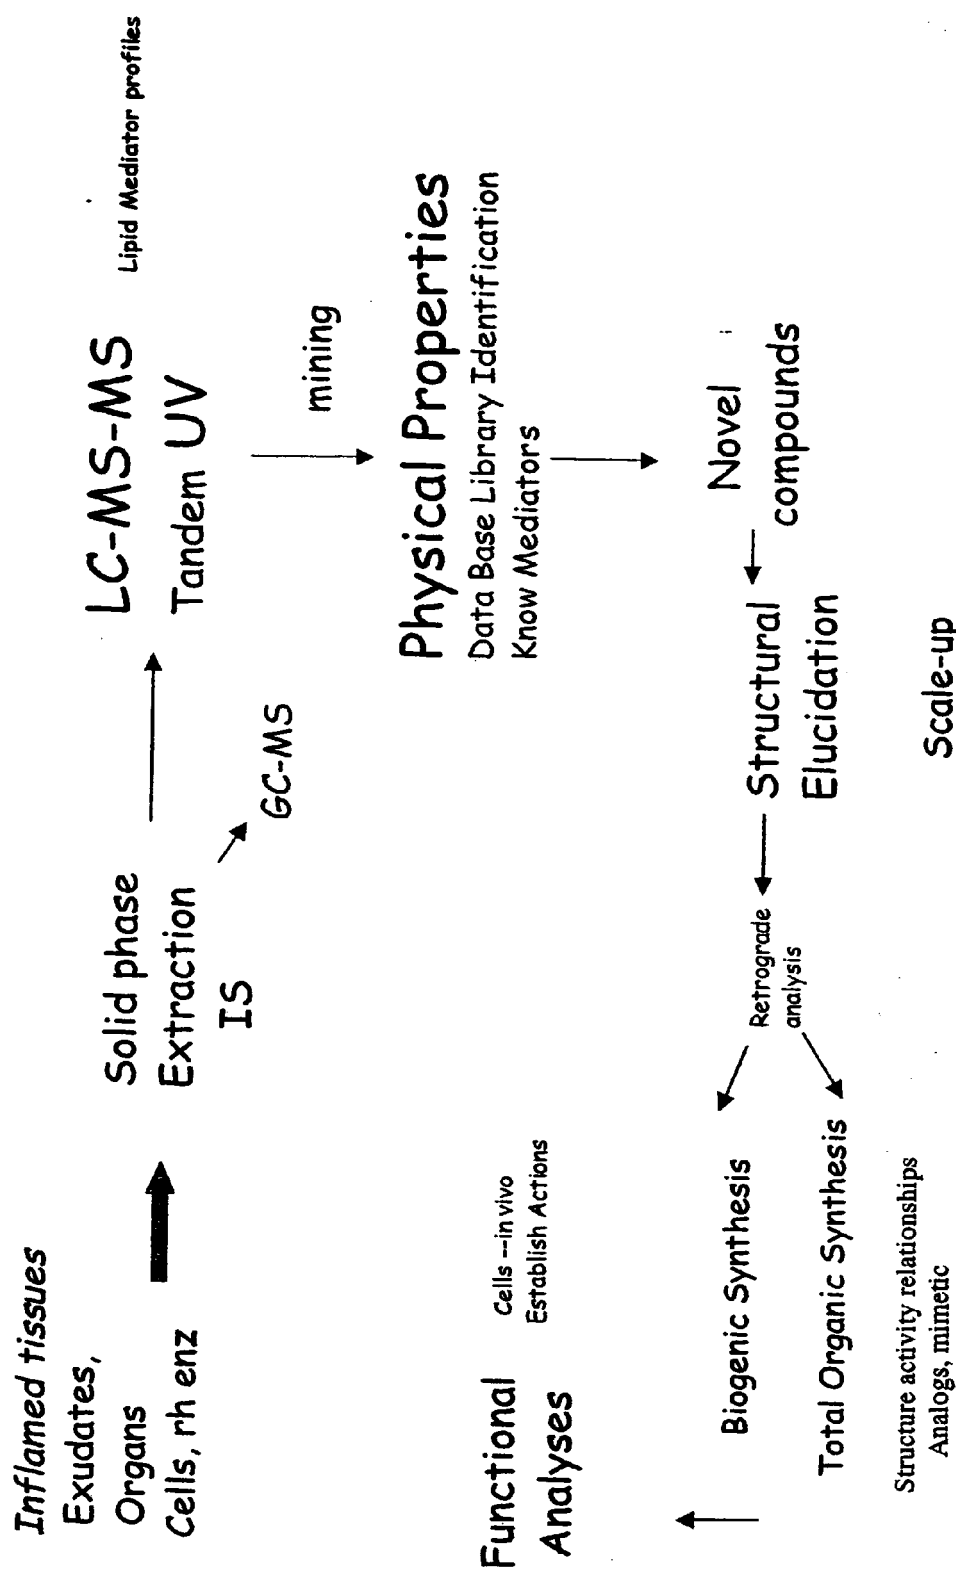 Inflamed tissues
Exudates,
Organs
Cells, rh enz
Solid phase
Extraction
IS
GC-MS
LC-MS-MS
Tandem UV
Lipid Mediator profiles
mining
Physical Properties
Data Base Library Identification
Know Mediators
Novel
compounds
Structural
Elucidation
Scale-up
Retrograde
analysis
Biogenic Synthesis
Total Organic Synthesis
Structure activity relationships
Analogs, mimetic
Functional
Analyses
Cells --in vivo
Establish Actions